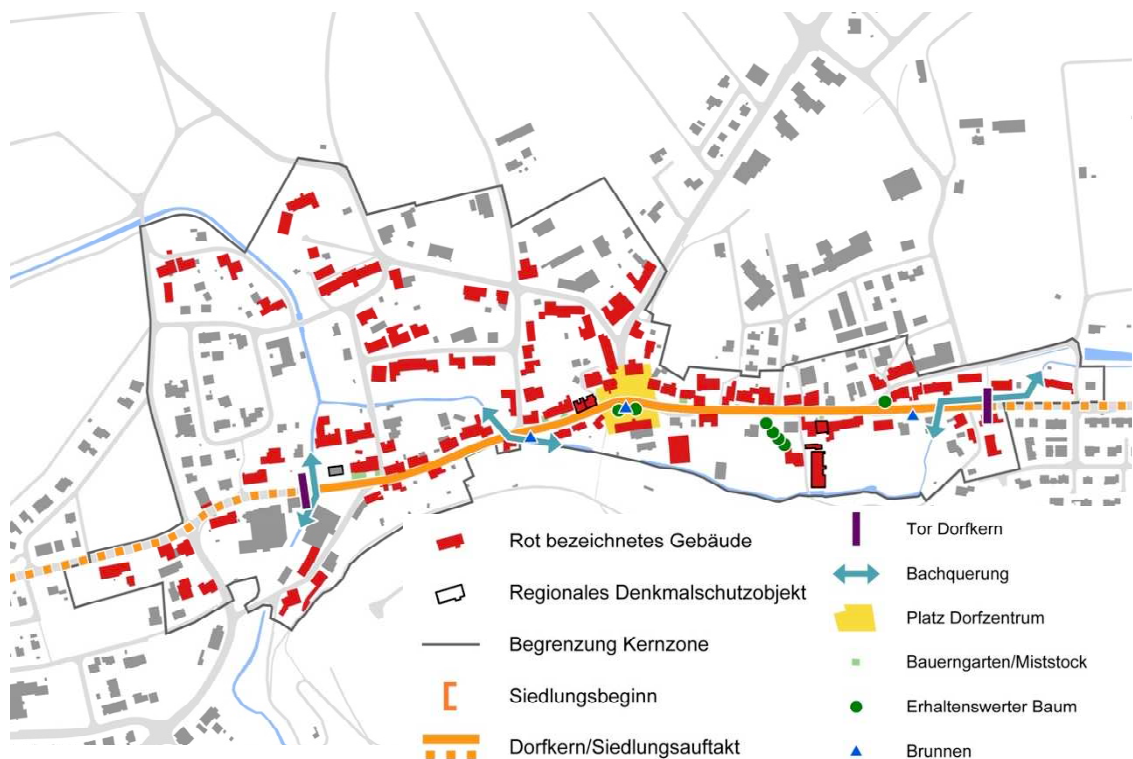 Rot bezeichnetes Gebäude
Regionales Denkmalschutzobjekt
Begrenzung Kernzone
Siedlungsbeginn
Dorfkern/Siedlungsauftakt
Tor Dorfkern
Bachquerung
Platz Dorfzentrum
Bauerngarten/Miststock
Erhaltenswerter Baum
Brunnen